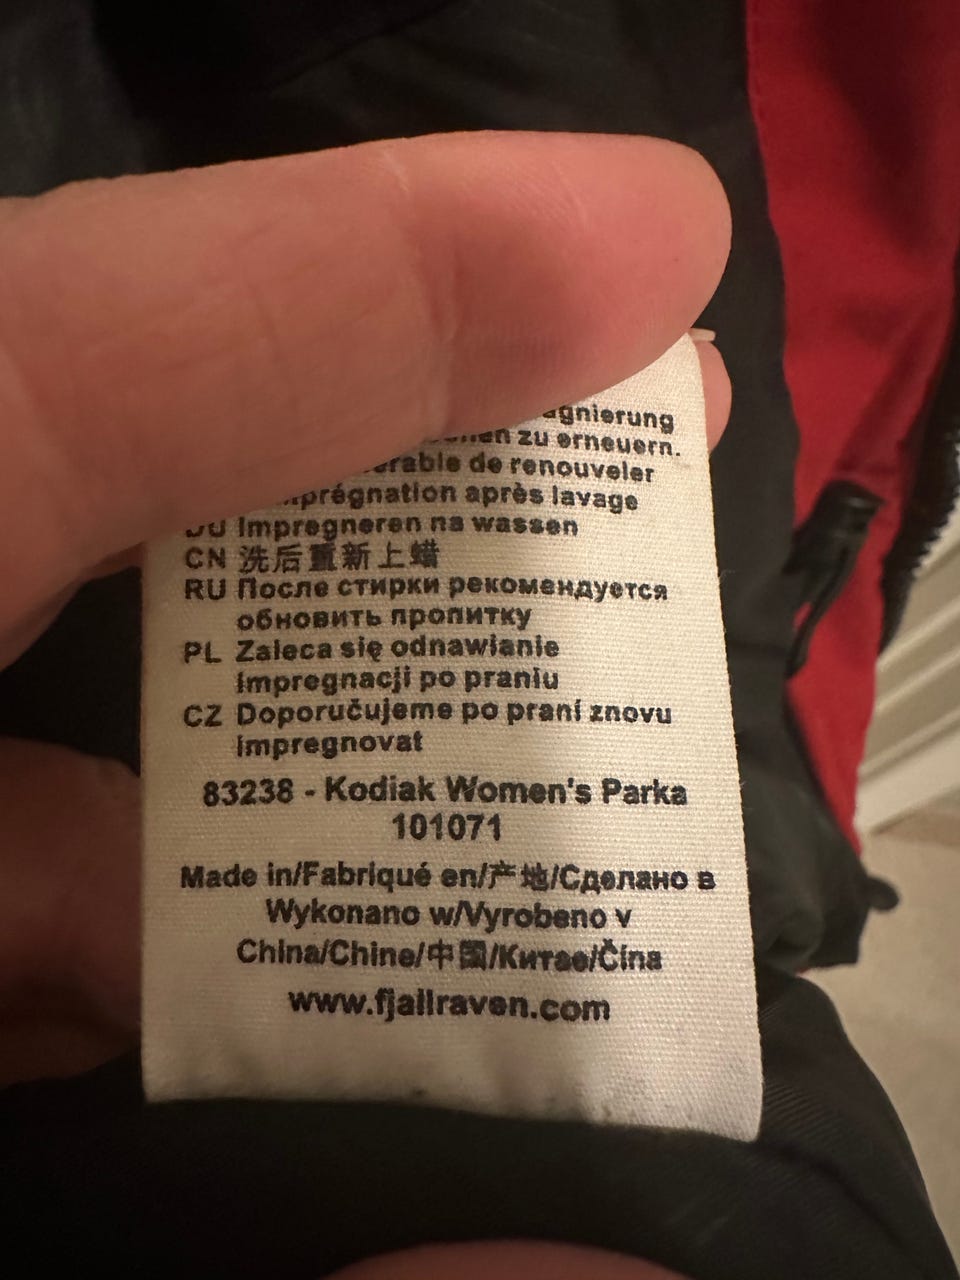 zu erneuern.
de renouveler
après lavage
DU Impregneren na wassen
CN 洗后重新上蜡
RU После стирки рекомендуется
обновить пропитку
PL Zaleca się odnawianie
impregnacji po praniu
CZ Doporučujeme po praní znovu
impregnovat
83238 - Kodiak Women's Parka
101071
Made in/Fabriqué en/产地/Сделано в
Wykonano w/Vyrobeno v
China/Chine/中國/Китае/Čína
www.fjallraven.com